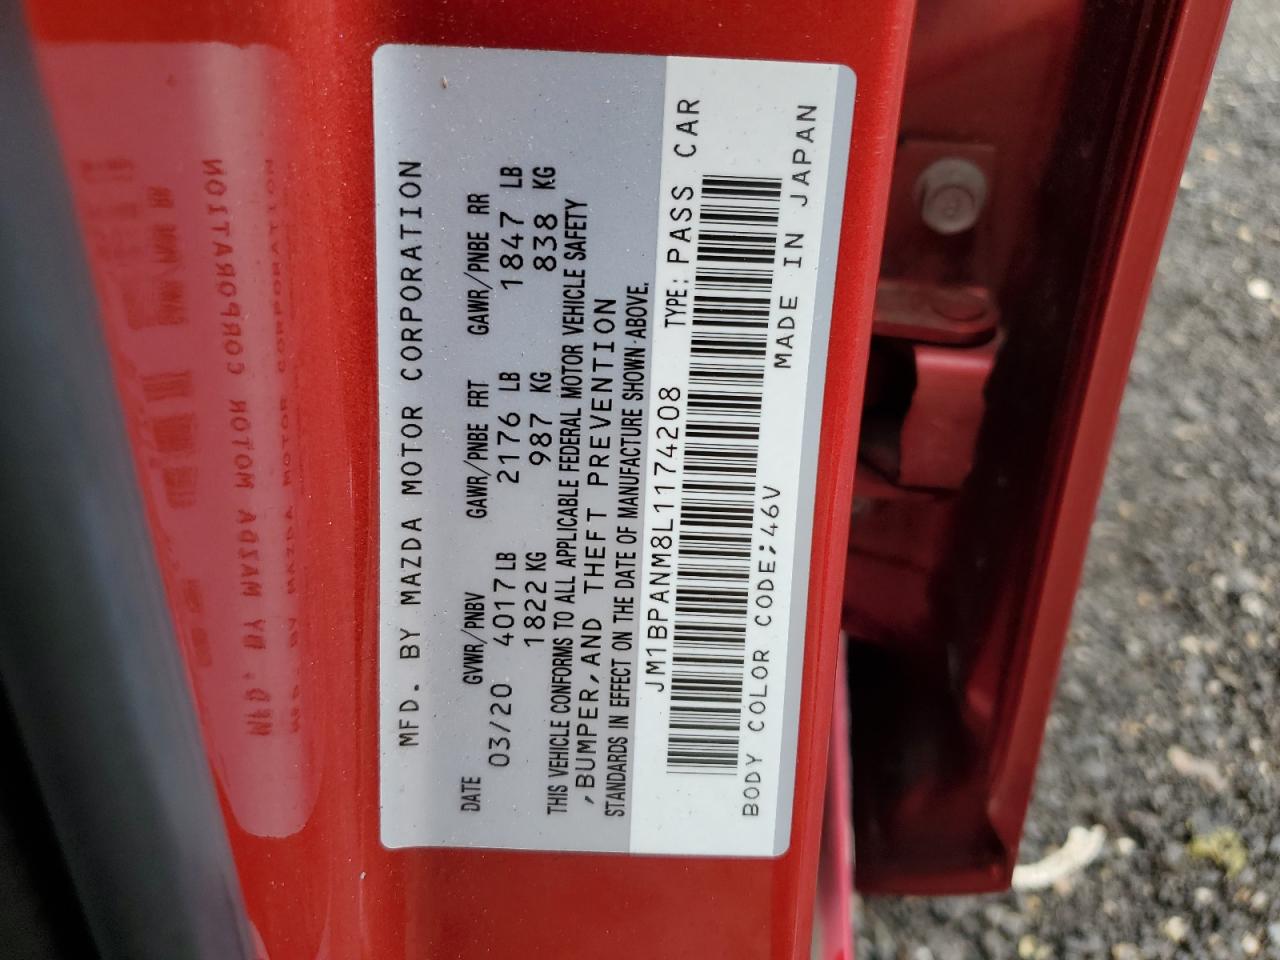 MFD. BY MAZDA MOTOR CORPORATION
DATE GVWR/PNBV GAWR/PNBE FRT GAWR/PNBE RR
03/20 4017 LB 2176 LB 1847 LB
1822 KG 987 KG 838 KG
THIS VEHICLE CONFORMS TO ALL APPLICABLE FEDERAL MOTOR VEHICLE SAFETY
,BUMPER,AND THEFT PREVENTION
STANDARDS IN EFFECT ON THE DATE OF MANUFACTURE SHOWN ABOVE.
JM1BPANM8L1174208 TYPE: PASS CAR
BODY COLOR CODE:46V MADE IN JAPAN